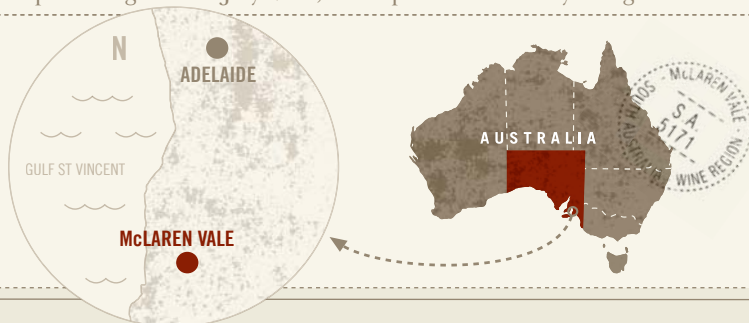 N
ADELAIDE
GULF ST VINCENT
McLAREN VALE
AUSTRALIA
McLAREN VALE
S.A.
5171
WINE REGION